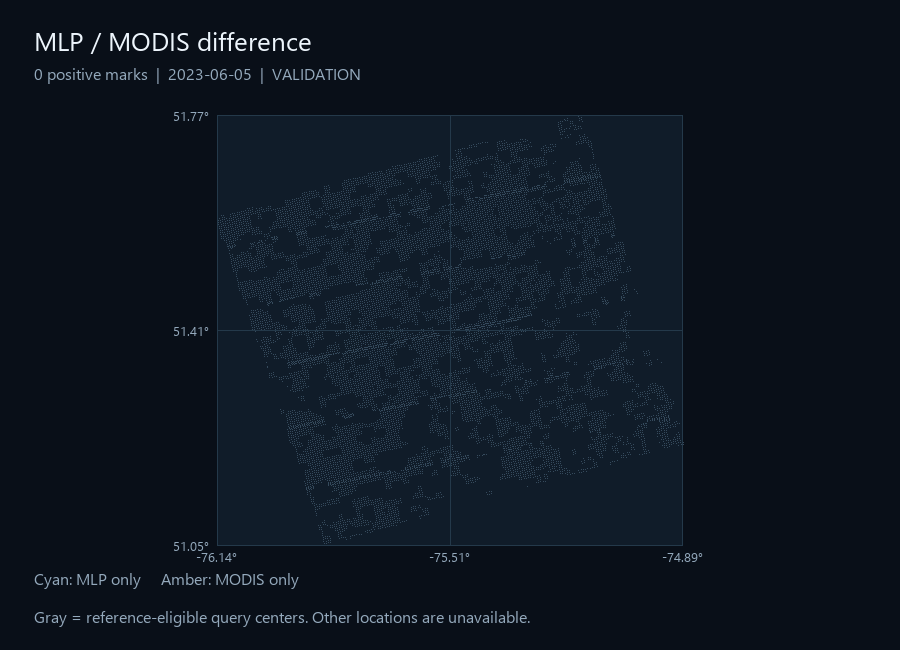 MLP / MODIS difference
0 positive marks | 2023-06-05 | VALIDATION
51.77°
51.41°
51.05°
-76.14° -75.51° -74.89°
Cyan: MLP only Amber: MODIS only
Gray = reference-eligible query centers. Other locations are unavailable.